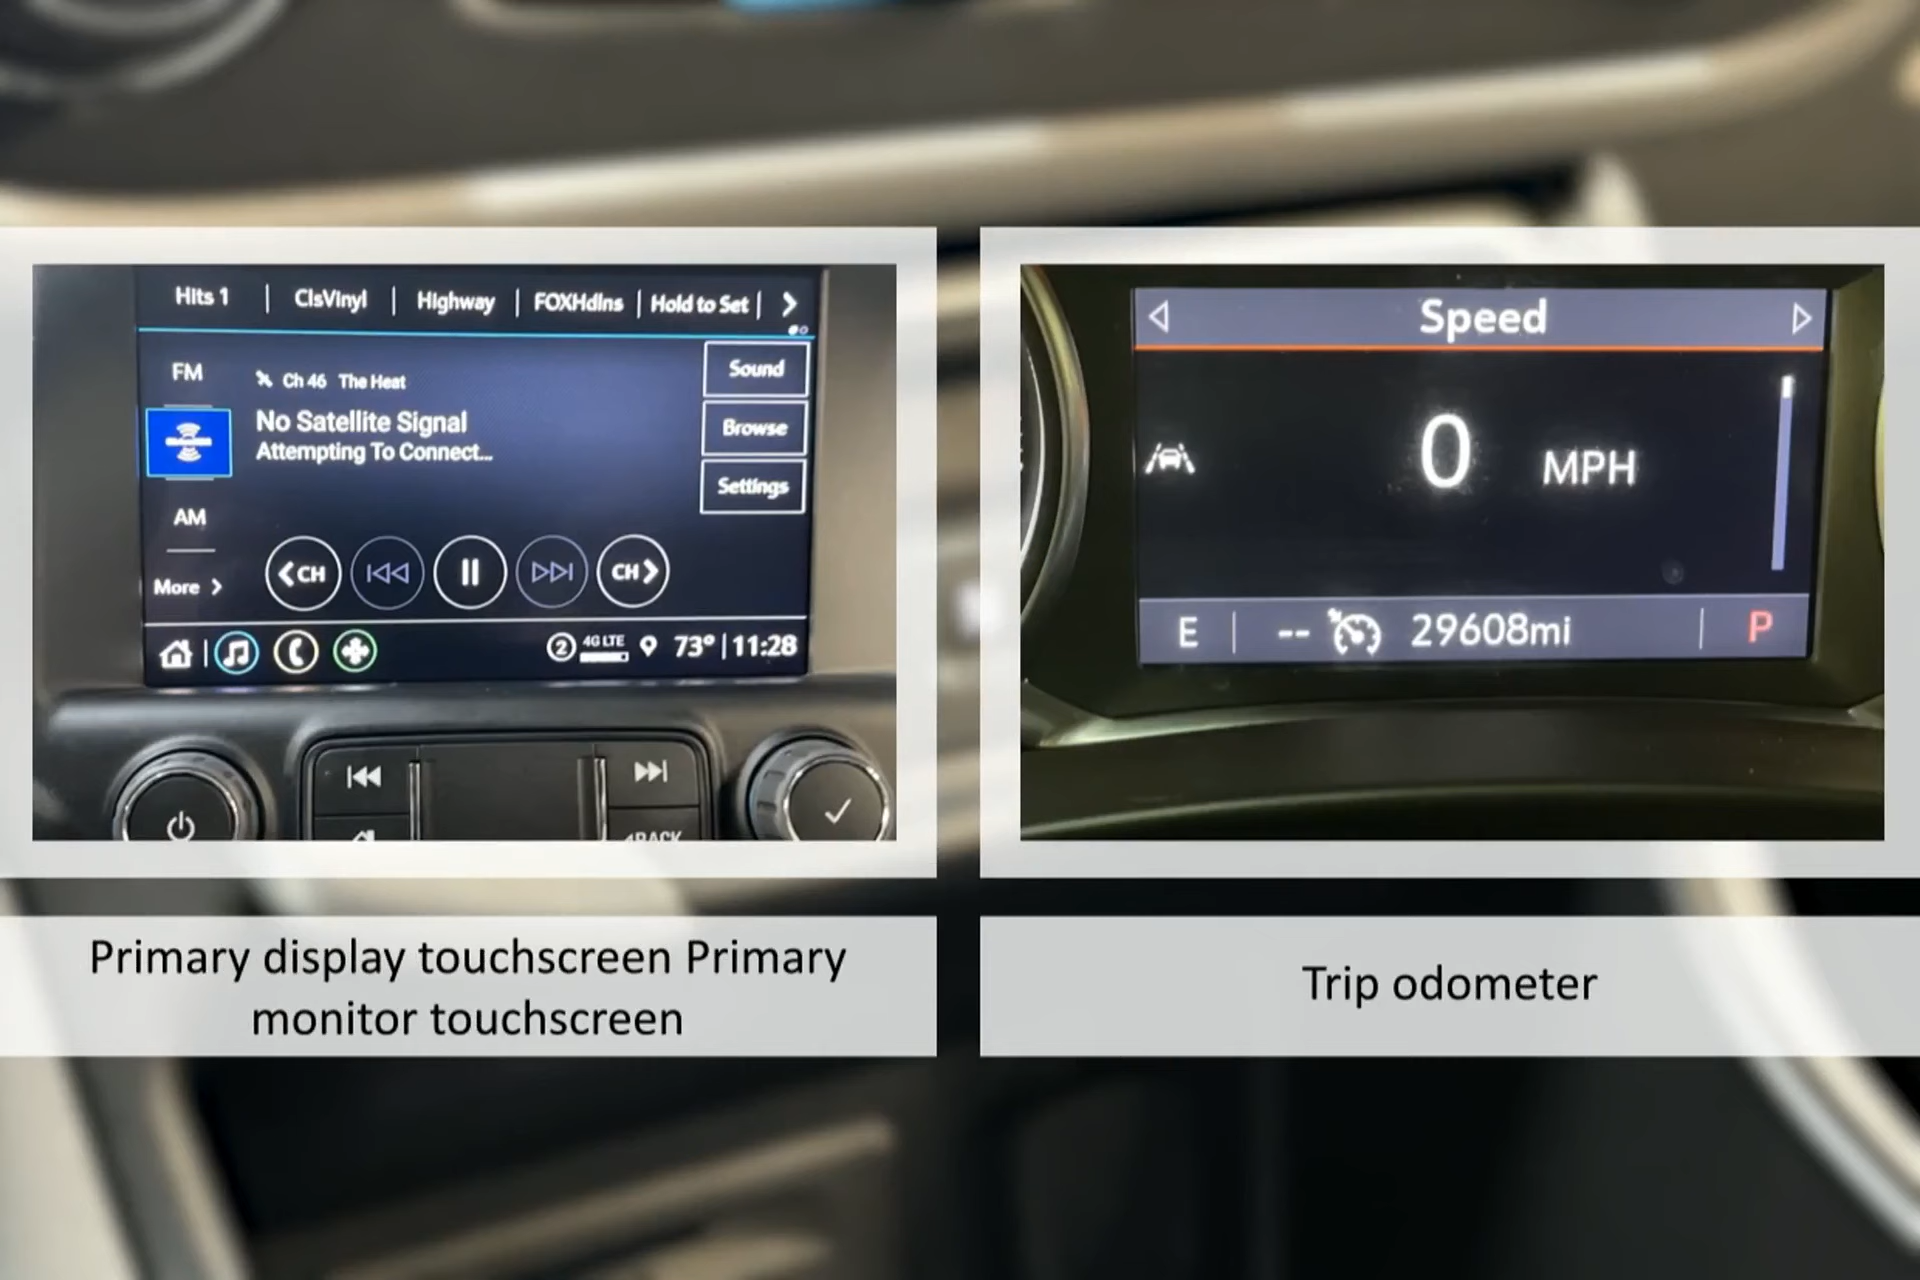 Hits 1 | ClsVinyl | Highway | FOXHdlns | Hold to Set |
FM
Ch 46 The Heat
Sound
No Satellite Signal
Attempting To Connect...
Browse
AM
Settings
More
CH
CH
2 4G LTE 73° | 11:28
BACK
Speed
0 MPH
E | -- 29608mi | P
Primary display touchscreen Primary
monitor touchscreen
Trip odometer